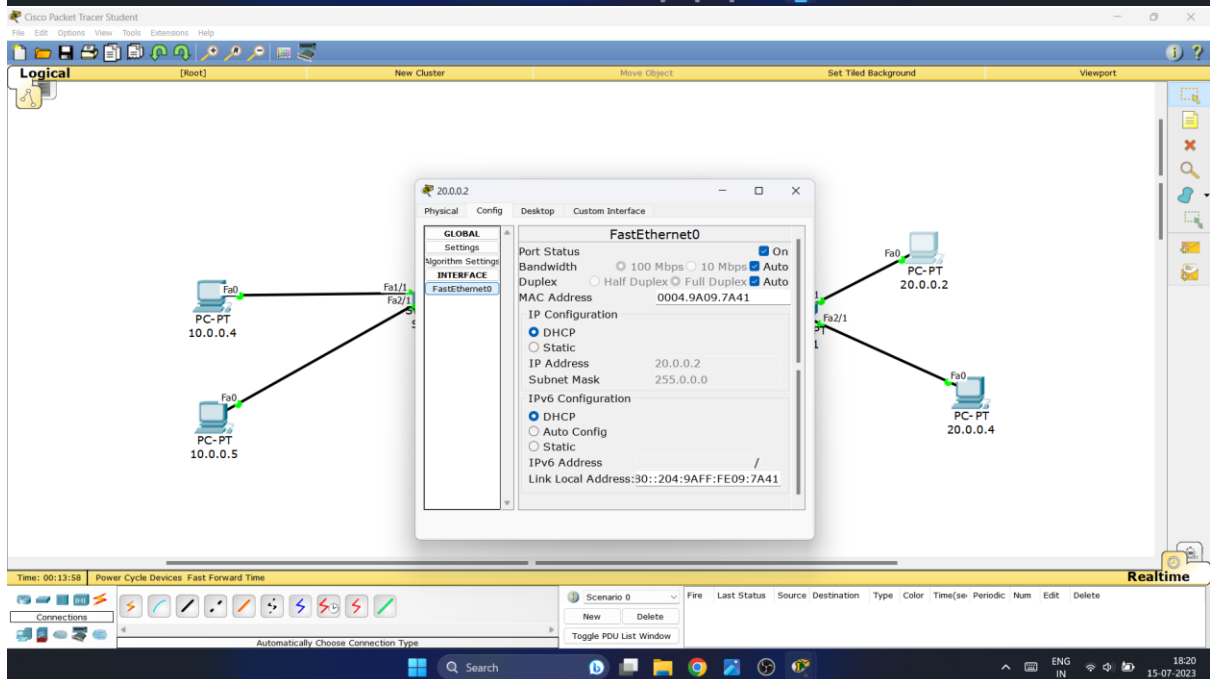 Cisco Packet Tracer Student
File Edit Options View Tools Extensions Help
Logical [Root] New Cluster Move Object Set Tiled Background Viewport
20.0.0.2
Physical Config Desktop Custom Interface
GLOBAL
Settings
Algorithm Settings
INTERFACE
FastEthernet0
FastEthernet0
Port Status On
Bandwidth 100 Mbps 10 Mbps Auto
Duplex Half Duplex Full Duplex Auto
MAC Address 0004.9A09.7A41
IP Configuration
DHCP
Static
IP Address 20.0.0.2
Subnet Mask 255.0.0.0
IPv6 Configuration
DHCP
Auto Config
Static
IPv6 Address /
Link Local Address: 30::204:9AFF:FE09:7A41
Fa0
PC-PT
10.0.0.4
Fa1/1
Fa2/1
Fa0
PC-PT
10.0.0.5
Fa0
PC-PT
20.0.0.2
1
Fa2/1
PT
1
Fa0
PC-PT
20.0.0.4
Time: 00:13:58 Power Cycle Devices Fast Forward Time Realtime
Connections
Automatically Choose Connection Type
Scenario 0
New Delete
Toggle PDU List Window
Fire Last Status Source Destination Type Color Time(se Periodic Num Edit Delete
Search
ENG
IN
18:20
15-07-2023